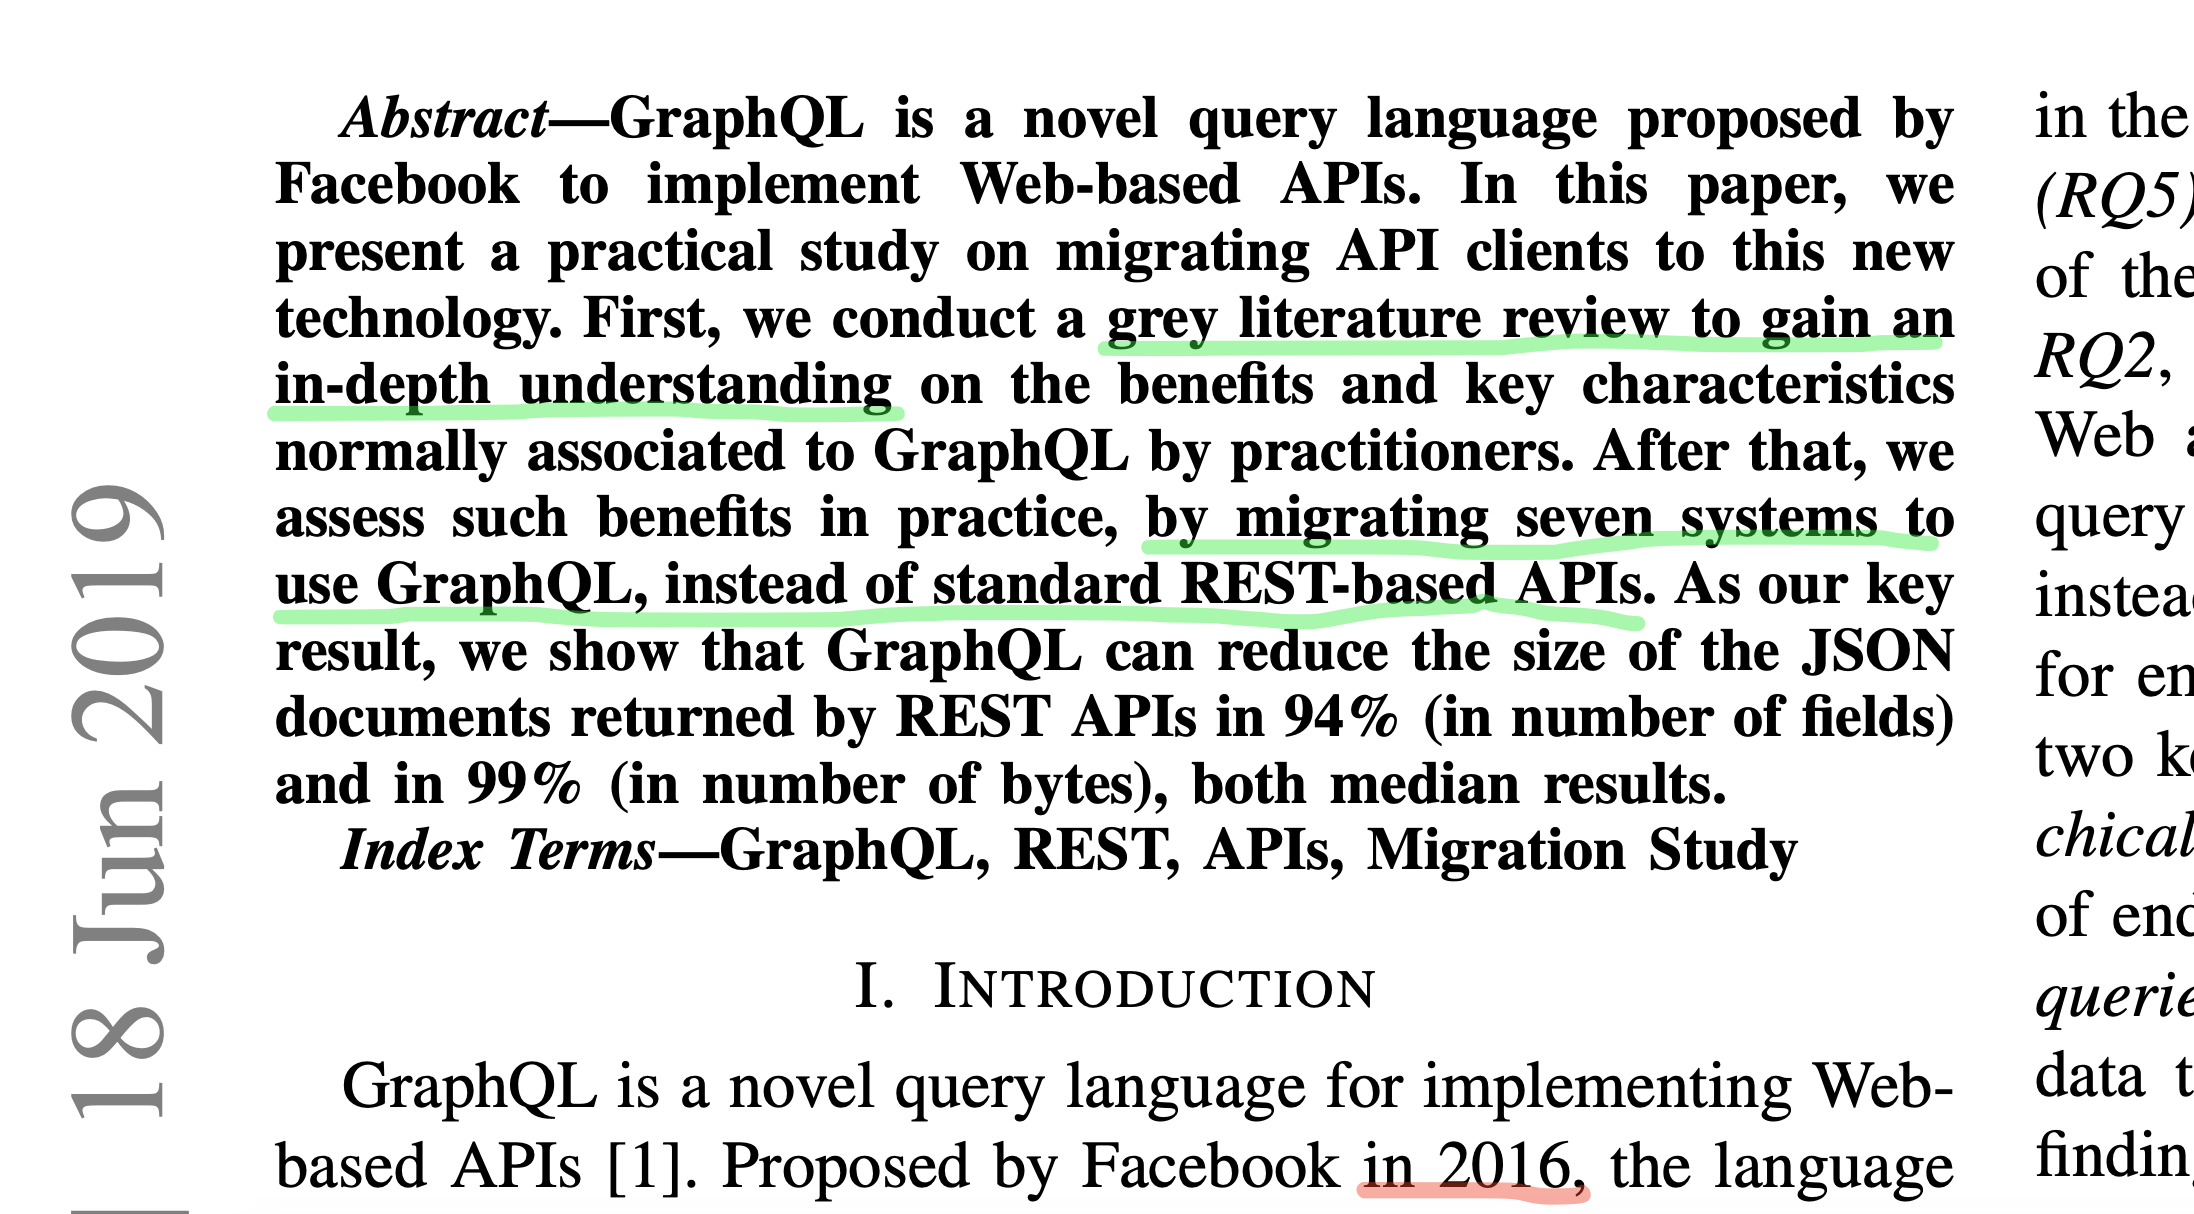 Abstract—GraphQL is a novel query language proposed by
Facebook to implement Web-based APIs. In this paper, we
present a practical study on migrating API clients to this new
technology. First, we conduct a grey literature review to gain an
in-depth understanding on the benefits and key characteristics
normally associated to GraphQL by practitioners. After that, we
assess such benefits in practice, by migrating seven systems to
use GraphQL, instead of standard REST-based APIs. As our key
result, we show that GraphQL can reduce the size of the JSON
documents returned by REST APIs in 94% (in number of fields)
and in 99% (in number of bytes), both median results.
Index Terms—GraphQL, REST, APIs, Migration Study
I. INTRODUCTION
GraphQL is a novel query language for implementing Web-
based APIs [1]. Proposed by Facebook in 2016, the language
in the
(RQ5)
of the
RQ2,
Web
query
for
two
of
data
18 Jun 2019